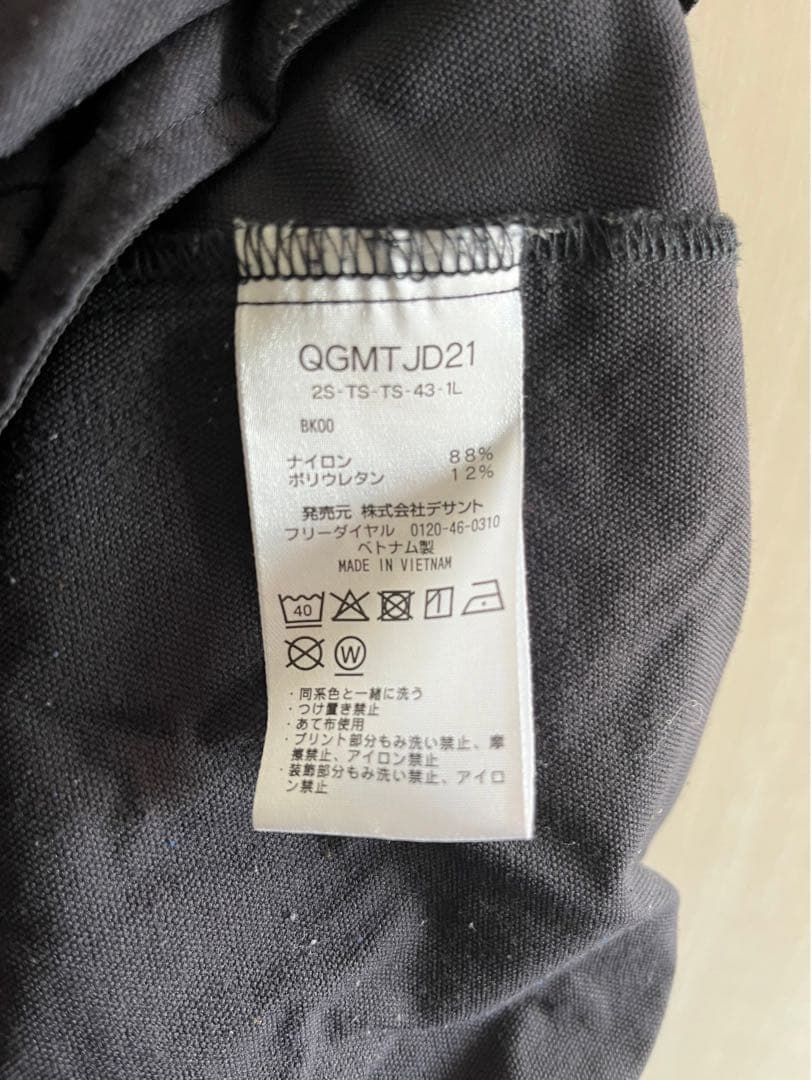 QGMTJD21
2S-TS-TS-43-1L
BK00
ナイロン 88%
ポリウレタン 12%
発売元 株式会社デサント
フリーダイヤル 0120-46-0310
ベトナム製
MADE IN VIETNAM
40
W
・同系色と一緒に洗う
・つけ置き禁止
・あて布使用
・プリント部分もみ洗い禁止、摩
擦禁止、アイロン禁止
・装飾部分もみ洗い禁止、アイロ
ン禁止